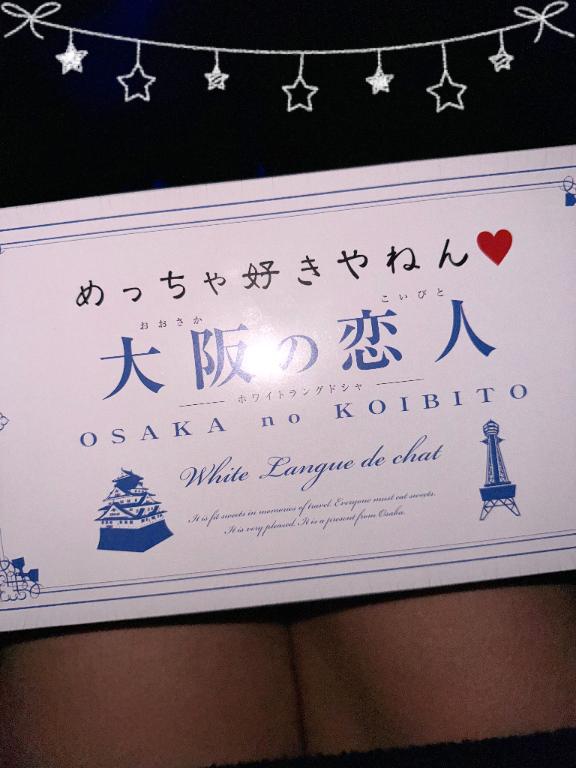 めっちゃ好きやねん♥
おおさか こいびと
大阪の恋人
ホワイトラングドシャ
OSAKA no KOIBITO
White Langue de chat
It is fit sweets in memories of travel. Everyone must eat sweets.
It is very pleased. It is a present from Osaka.